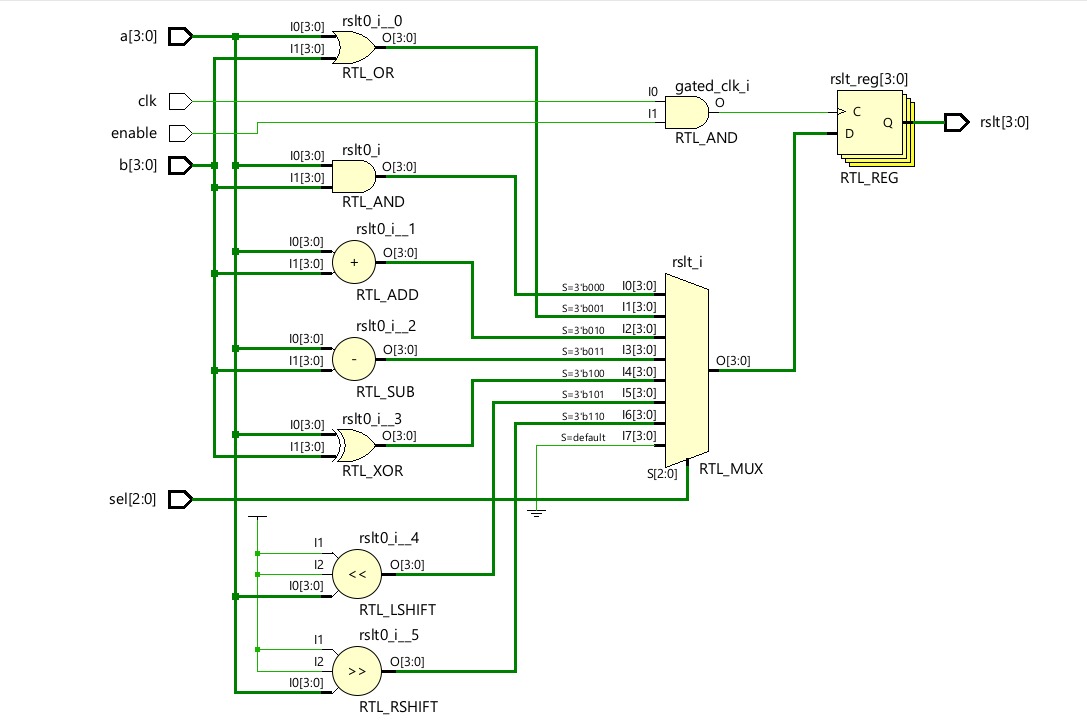 rslt0_i__0
a[3:0]
I0[3:0]
O[3:0]
I1[3:0]
RTL_OR
clk
enable
b[3:0]
I0
gated_clk_i
O
I1
RTL_AND
rslt_reg[3:0]
C
Q
D
rslt[3:0]
RTL_REG
rslt0_i
I0[3:0]
O[3:0]
I1[3:0]
RTL_AND
rslt0_i__1
I0[3:0]
O[3:0]
I1[3:0]
+
RTL_ADD
rslt0_i__2
I0[3:0]
O[3:0]
I1[3:0]
-
RTL_SUB
rslt0_i__3
I0[3:0]
O[3:0]
I1[3:0]
RTL_XOR
rslt_i
S=3'b000 I0[3:0]
S=3'b001 I1[3:0]
S=3'b010 I2[3:0]
S=3'b011 I3[3:0]
S=3'b100 I4[3:0]
S=3'b101 I5[3:0]
S=3'b110 I6[3:0]
S=default I7[3:0]
O[3:0]
S[2:0]
RTL_MUX
sel[2:0]
rslt0_i__4
I1
I2
I0[3:0]
<<
O[3:0]
RTL_LSHIFT
rslt0_i__5
I1
I2
I0[3:0]
>>
O[3:0]
RTL_RSHIFT